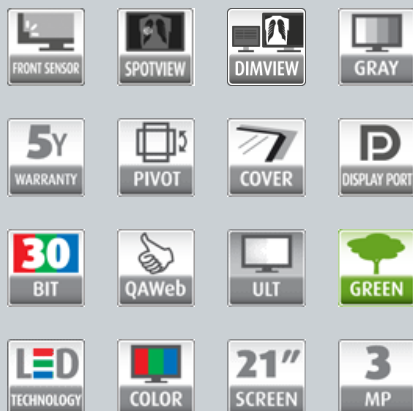 FRONT SENSOR
SPOTVIEW
DIMVIEW
GRAY
5Y
WARRANTY
PIVOT
COVER
DISPLAY PORT
30
BIT
QAWeb
ULT
GREEN
LED
TECHNOLOGY
COLOR
21"
SCREEN
3
MP